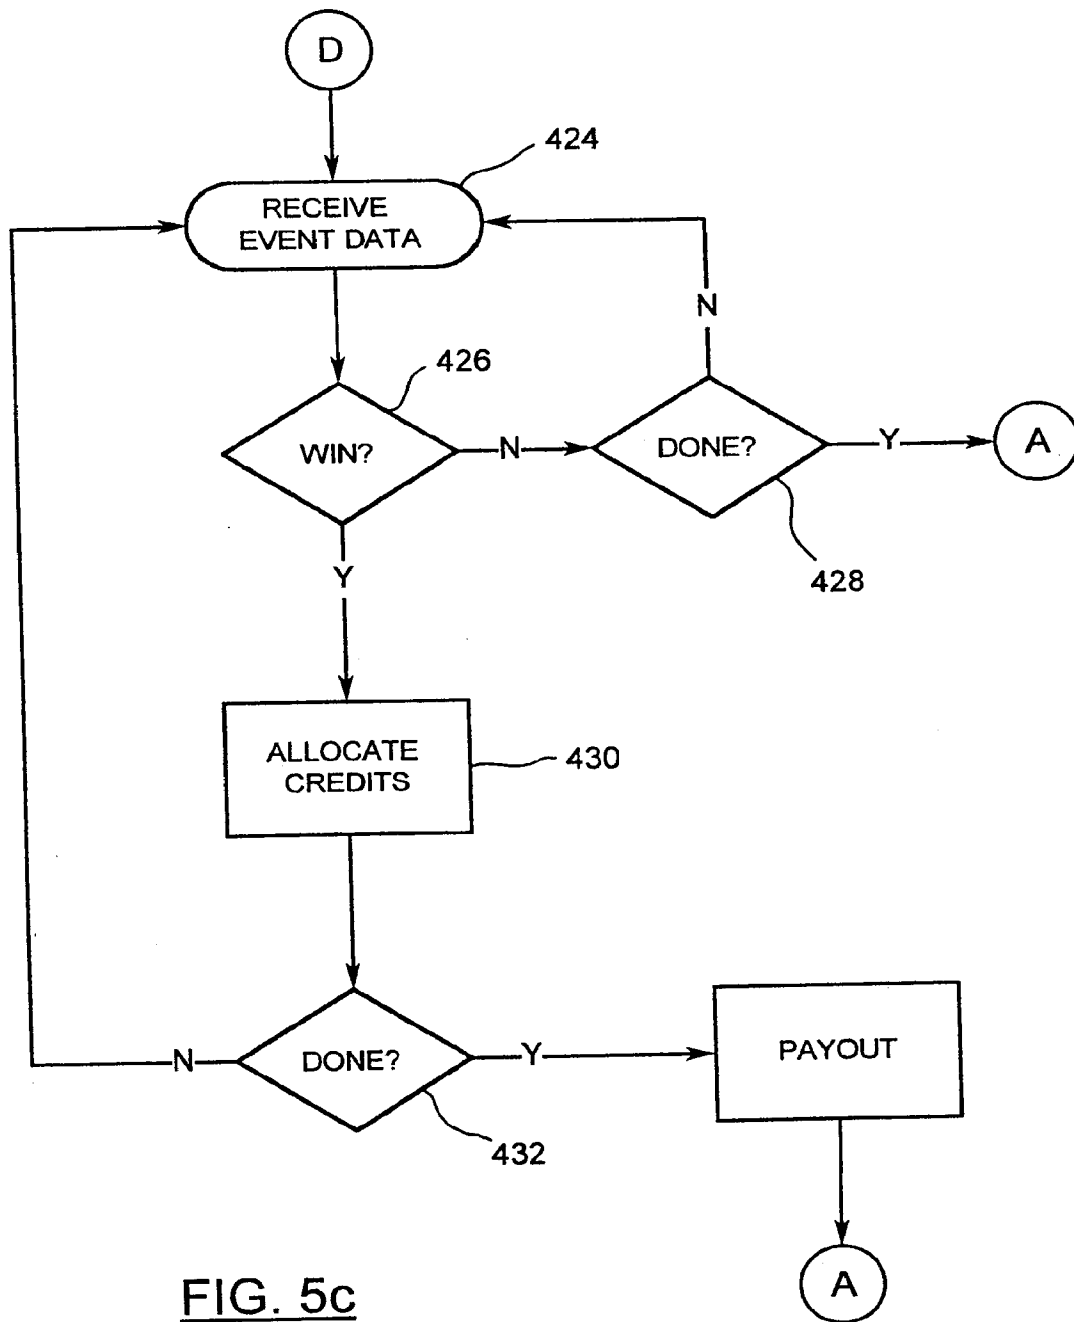 D
424
RECEIVE
EVENT DATA
N
426
WIN?
N
DONE?
Y
A
428
Y
ALLOCATE
CREDITS
430
N
DONE?
Y
PAYOUT
432
A
FIG. 5c